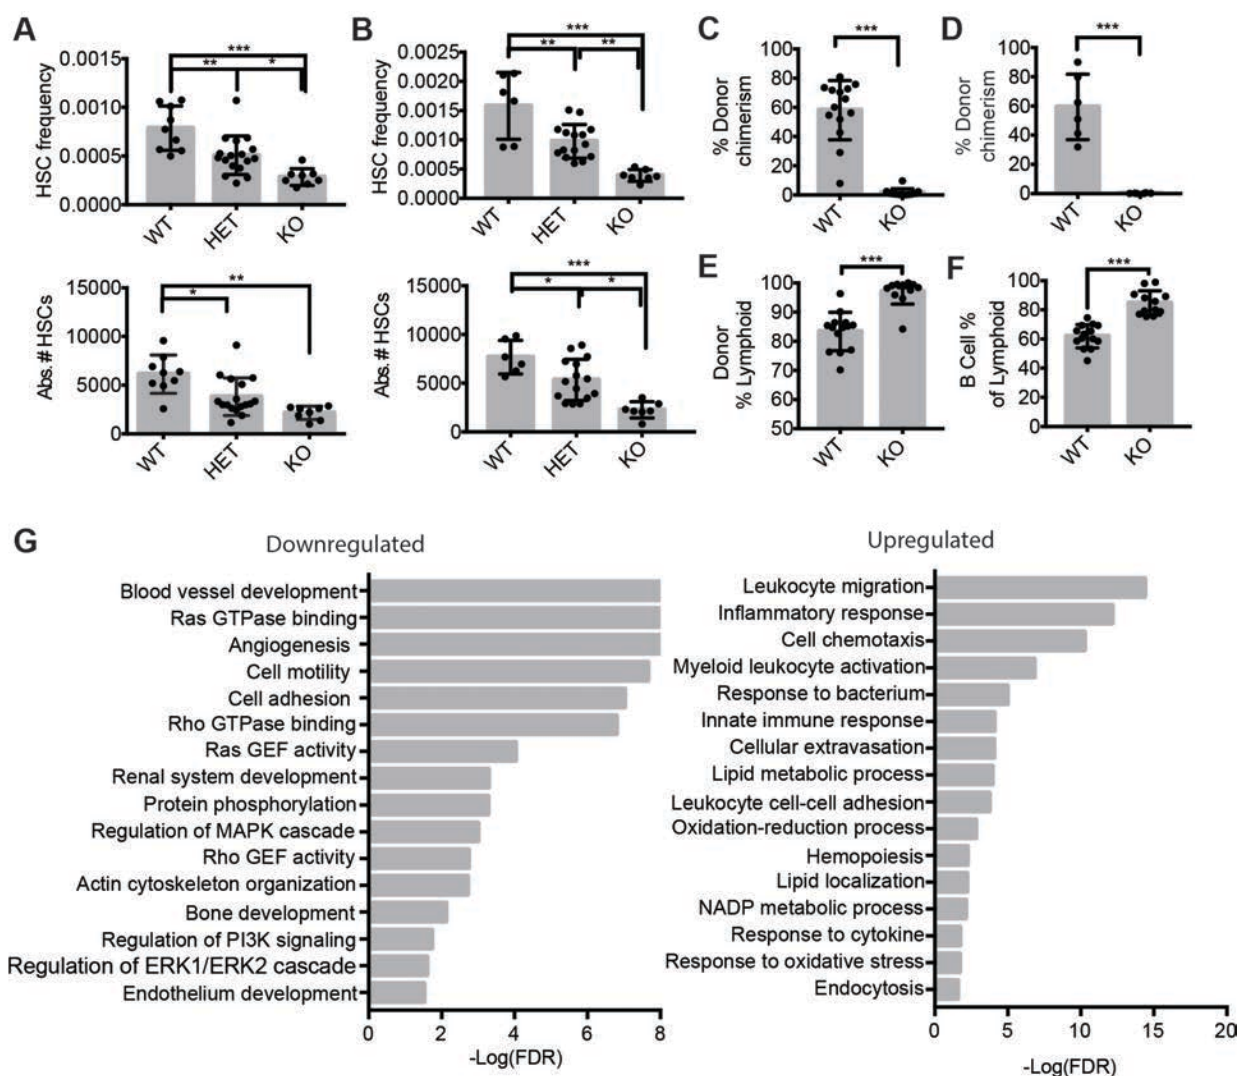 A
HSC frequency
0.0015
0.0010
0.0005
0.0000
***
**
*
WT
HET
KO
Abs. # HSCs
15000
10000
5000
0
**
*
WT
HET
KO
B
HSC frequency
0.0025
0.0020
0.0015
0.0010
0.0005
0.0000
***
**
**
WT
HET
KO
Abs. # HSCs
15000
10000
5000
0
***
*
*
WT
HET
KO
C
% Donor
chimerism
100
80
60
40
20
0
***
WT
KO
D
% Donor
chimerism
100
80
60
40
20
0
***
WT
KO
E
Donor
% Lymphoid
100
90
80
70
60
50
***
WT
KO
F
B Cell %
of Lymphoid
100
80
60
40
20
0
***
WT
KO
G
Downregulated
Blood vessel development
Ras GTPase binding
Angiogenesis
Cell motility
Cell adhesion
Rho GTPase binding
Ras GEF activity
Renal system development
Protein phosphorylation
Regulation of MAPK cascade
Rho GEF activity
Actin cytoskeleton organization
Bone development
Regulation of PI3K signaling
Regulation of ERK1/ERK2 cascade
Endothelium development
0 2 4 6 8
-Log(FDR)
Upregulated
Leukocyte migration
Inflammatory response
Cell chemotaxis
Myeloid leukocyte activation
Response to bacterium
Innate immune response
Cellular extravasation
Lipid metabolic process
Leukocyte cell-cell adhesion
Oxidation-reduction process
Hemopoiesis
Lipid localization
NADP metabolic process
Response to cytokine
Response to oxidative stress
Endocytosis
0 5 10 15 20
-Log(FDR)